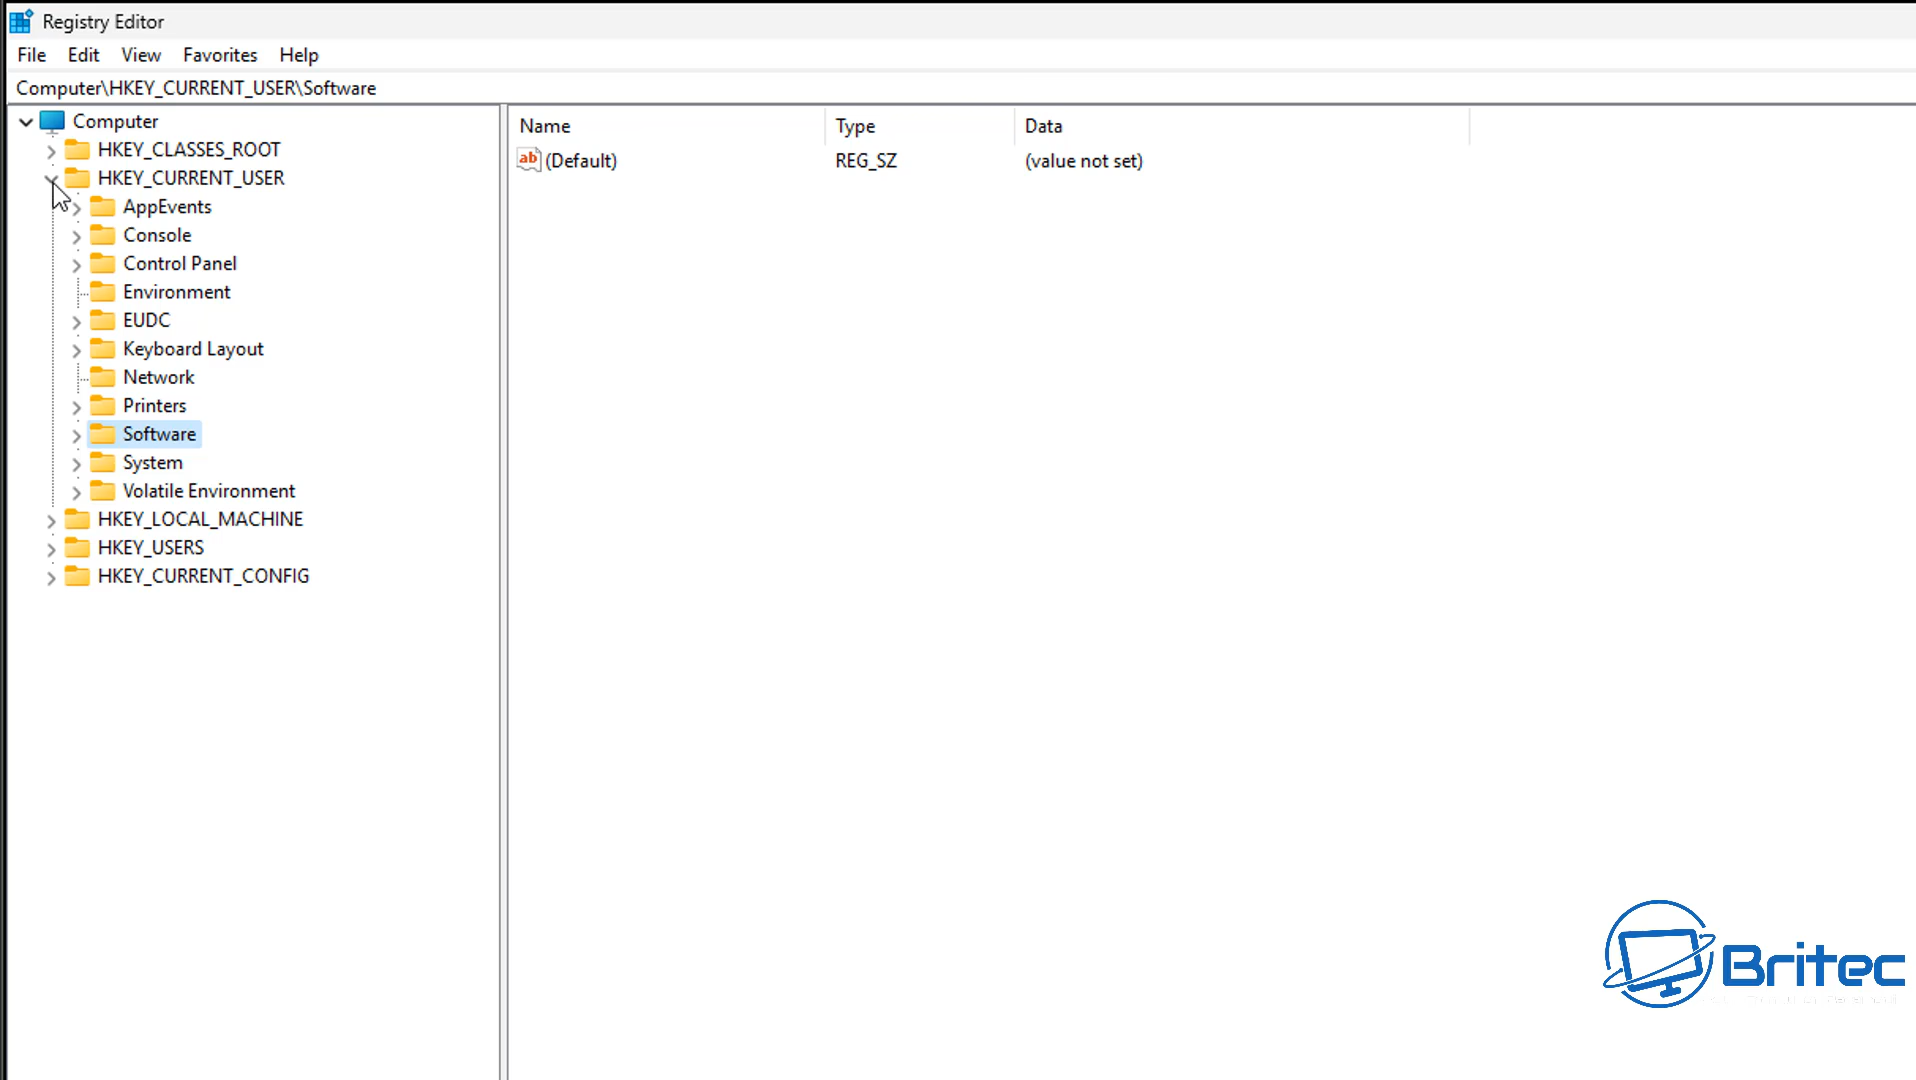 Registry Editor
File Edit View Favorites Help
Computer\HKEY_CURRENT_USER\Software
Computer
HKEY_CLASSES_ROOT
HKEY_CURRENT_USER
AppEvents
Console
Control Panel
Environment
EUDC
Keyboard Layout
Network
Printers
Software
System
Volatile Environment
HKEY_LOCAL_MACHINE
HKEY_USERS
HKEY_CURRENT_CONFIG
Name Type Data
ab (Default) REG_SZ (value not set)
Britec